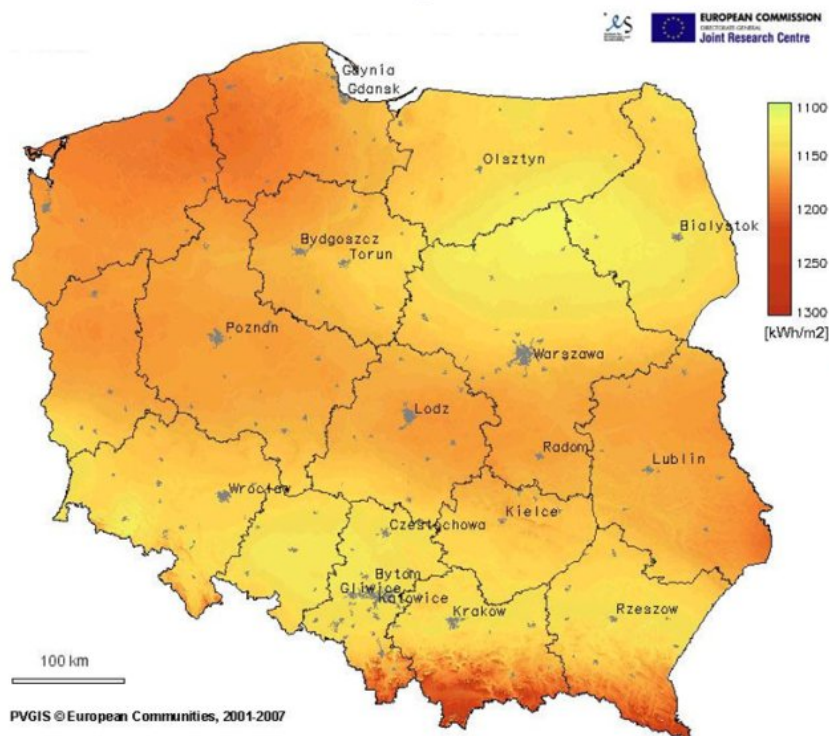 EUROPEAN COMMISSION
DIRECTORATE-GENERAL
Joint Research Centre
Gdynia
Gdansk
1100
1150
1200
1250
1300
[kWh/m2]
Olsztyn
Bialystok
Bydgoszcz
Torun
Poznan
Warszawa
Lodz
Radom
Lublin
Wroclaw
Kielce
Czestochowa
Bytom
Gliwice
Katowice
Krakow
Rzeszow
100 km
PVGIS © European Communities, 2001-2007